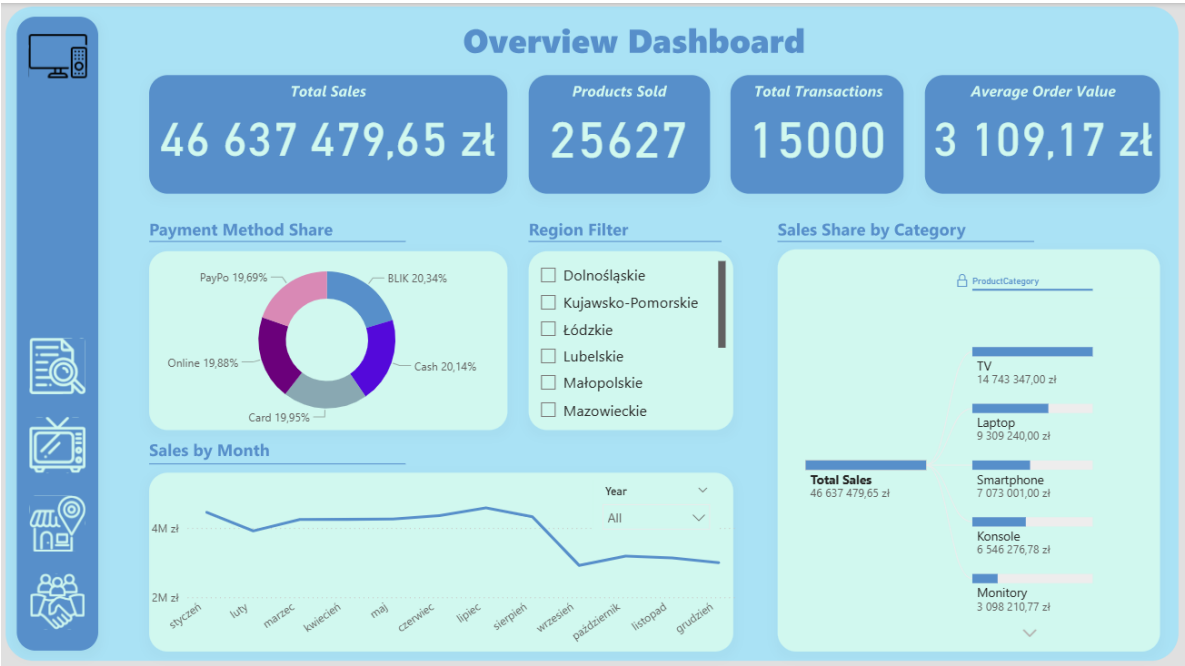 Overview Dashboard
Total Sales
46 637 479,65 zł
Products Sold
25627
Total Transactions
15000
Average Order Value
3 109,17 zł
Payment Method Share
PayPo 19,69%
BLIK 20,34%
Online 19,88%
Cash 20,14%
Card 19,95%
Region Filter
Dolnośląskie
Kujawsko-Pomorskie
Łódzkie
Lubelskie
Małopolskie
Mazowieckie
Sales Share by Category
ProductCategory
Total Sales
46 637 479,65 zł
TV
14 743 347,00 zł
Laptop
9 309 240,00 zł
Smartphone
7 073 001,00 zł
Konsole
6 546 276,78 zł
Monitory
3 098 210,77 zł
Sales by Month
Year
All
4M zł
2M zł
styczeń
luty
marzec
kwiecień
maj
czerwiec
lipiec
sierpień
wrzesień
październik
listopad
grudzień